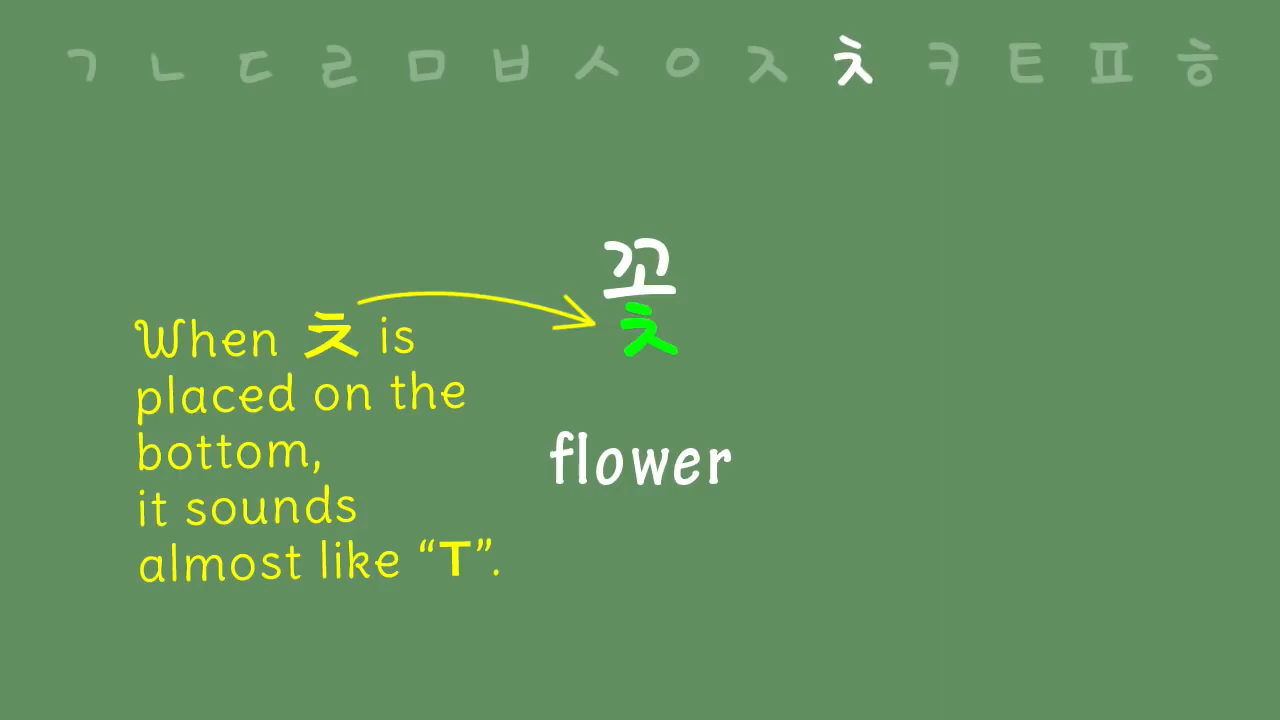 ㄱ ㄴ ㄷ ㄹ ㅁ ㅂ ㅅ ㅇ ㅈ ㅊ ㅋ ㅌ ㅍ ㅎ
꽃
When ㅊ is
placed on the
bottom,
it sounds
almost like “T”.
flower